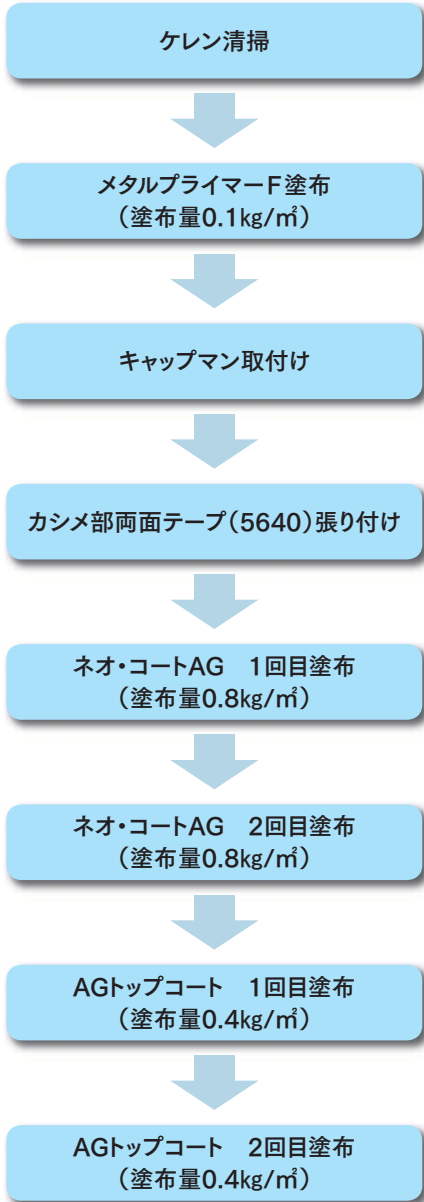 ケレン清掃
メタルプライマーF塗布
（塗布量0.1kg/㎡）
キャップマン取付け
カシメ部両面テープ（5640）張り付け
ネオ・コートAG　1回目塗布
（塗布量0.8kg/㎡）
ネオ・コートAG　2回目塗布
（塗布量0.8kg/㎡）
AGトップコート　1回目塗布
（塗布量0.4kg/㎡）
AGトップコート　2回目塗布
（塗布量0.4kg/㎡）